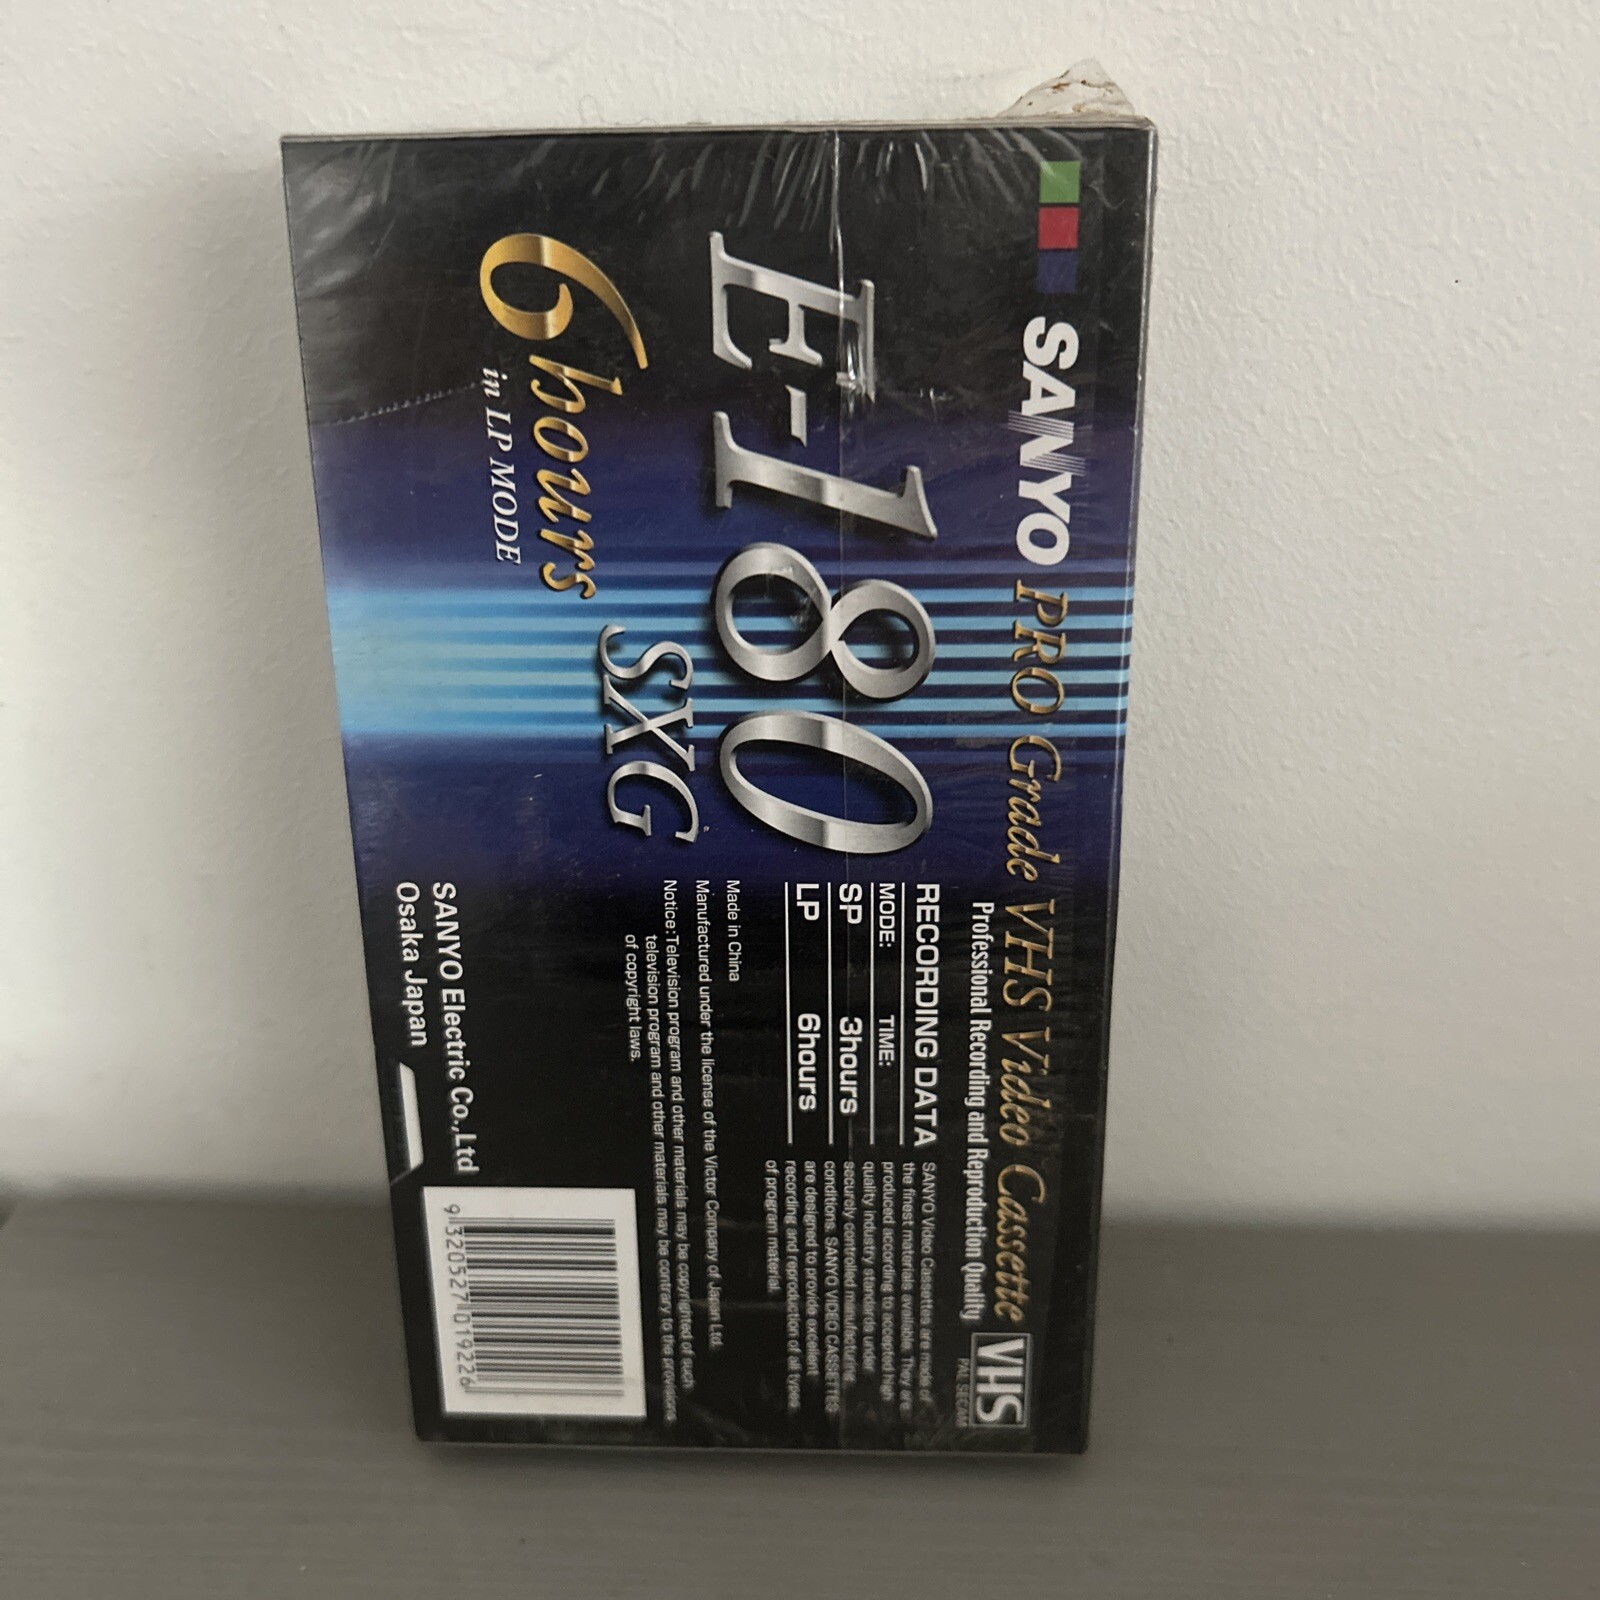 SANYO PRO Grade VHS Video Cassette
VHS
PAL SECAM
Professional Recording and Reproduction Quality
E-180
SXG
6hours
in LP MODE
RECORDING DATA
MODE: TIME:
SP 3hours
LP 6hours
SANYO Video Cassettes are made of
the finest materials available. They are
produced according to accepted high
quality industry standards under
securely controlled manufacturing
conditions. SANYO VIDEO CASSETTES
are designed to provide excellent
recording and reproduction of all types
of program material.
Made in China
Manufactured under the license of the Victor Company of Japan Ltd.
Notice:Television program and other materials may be copyrighted of such
television program and other materials may be contrary to the provisions
of copyright laws.
SANYO Electric Co.,Ltd
Osaka Japan
9 320527 019226